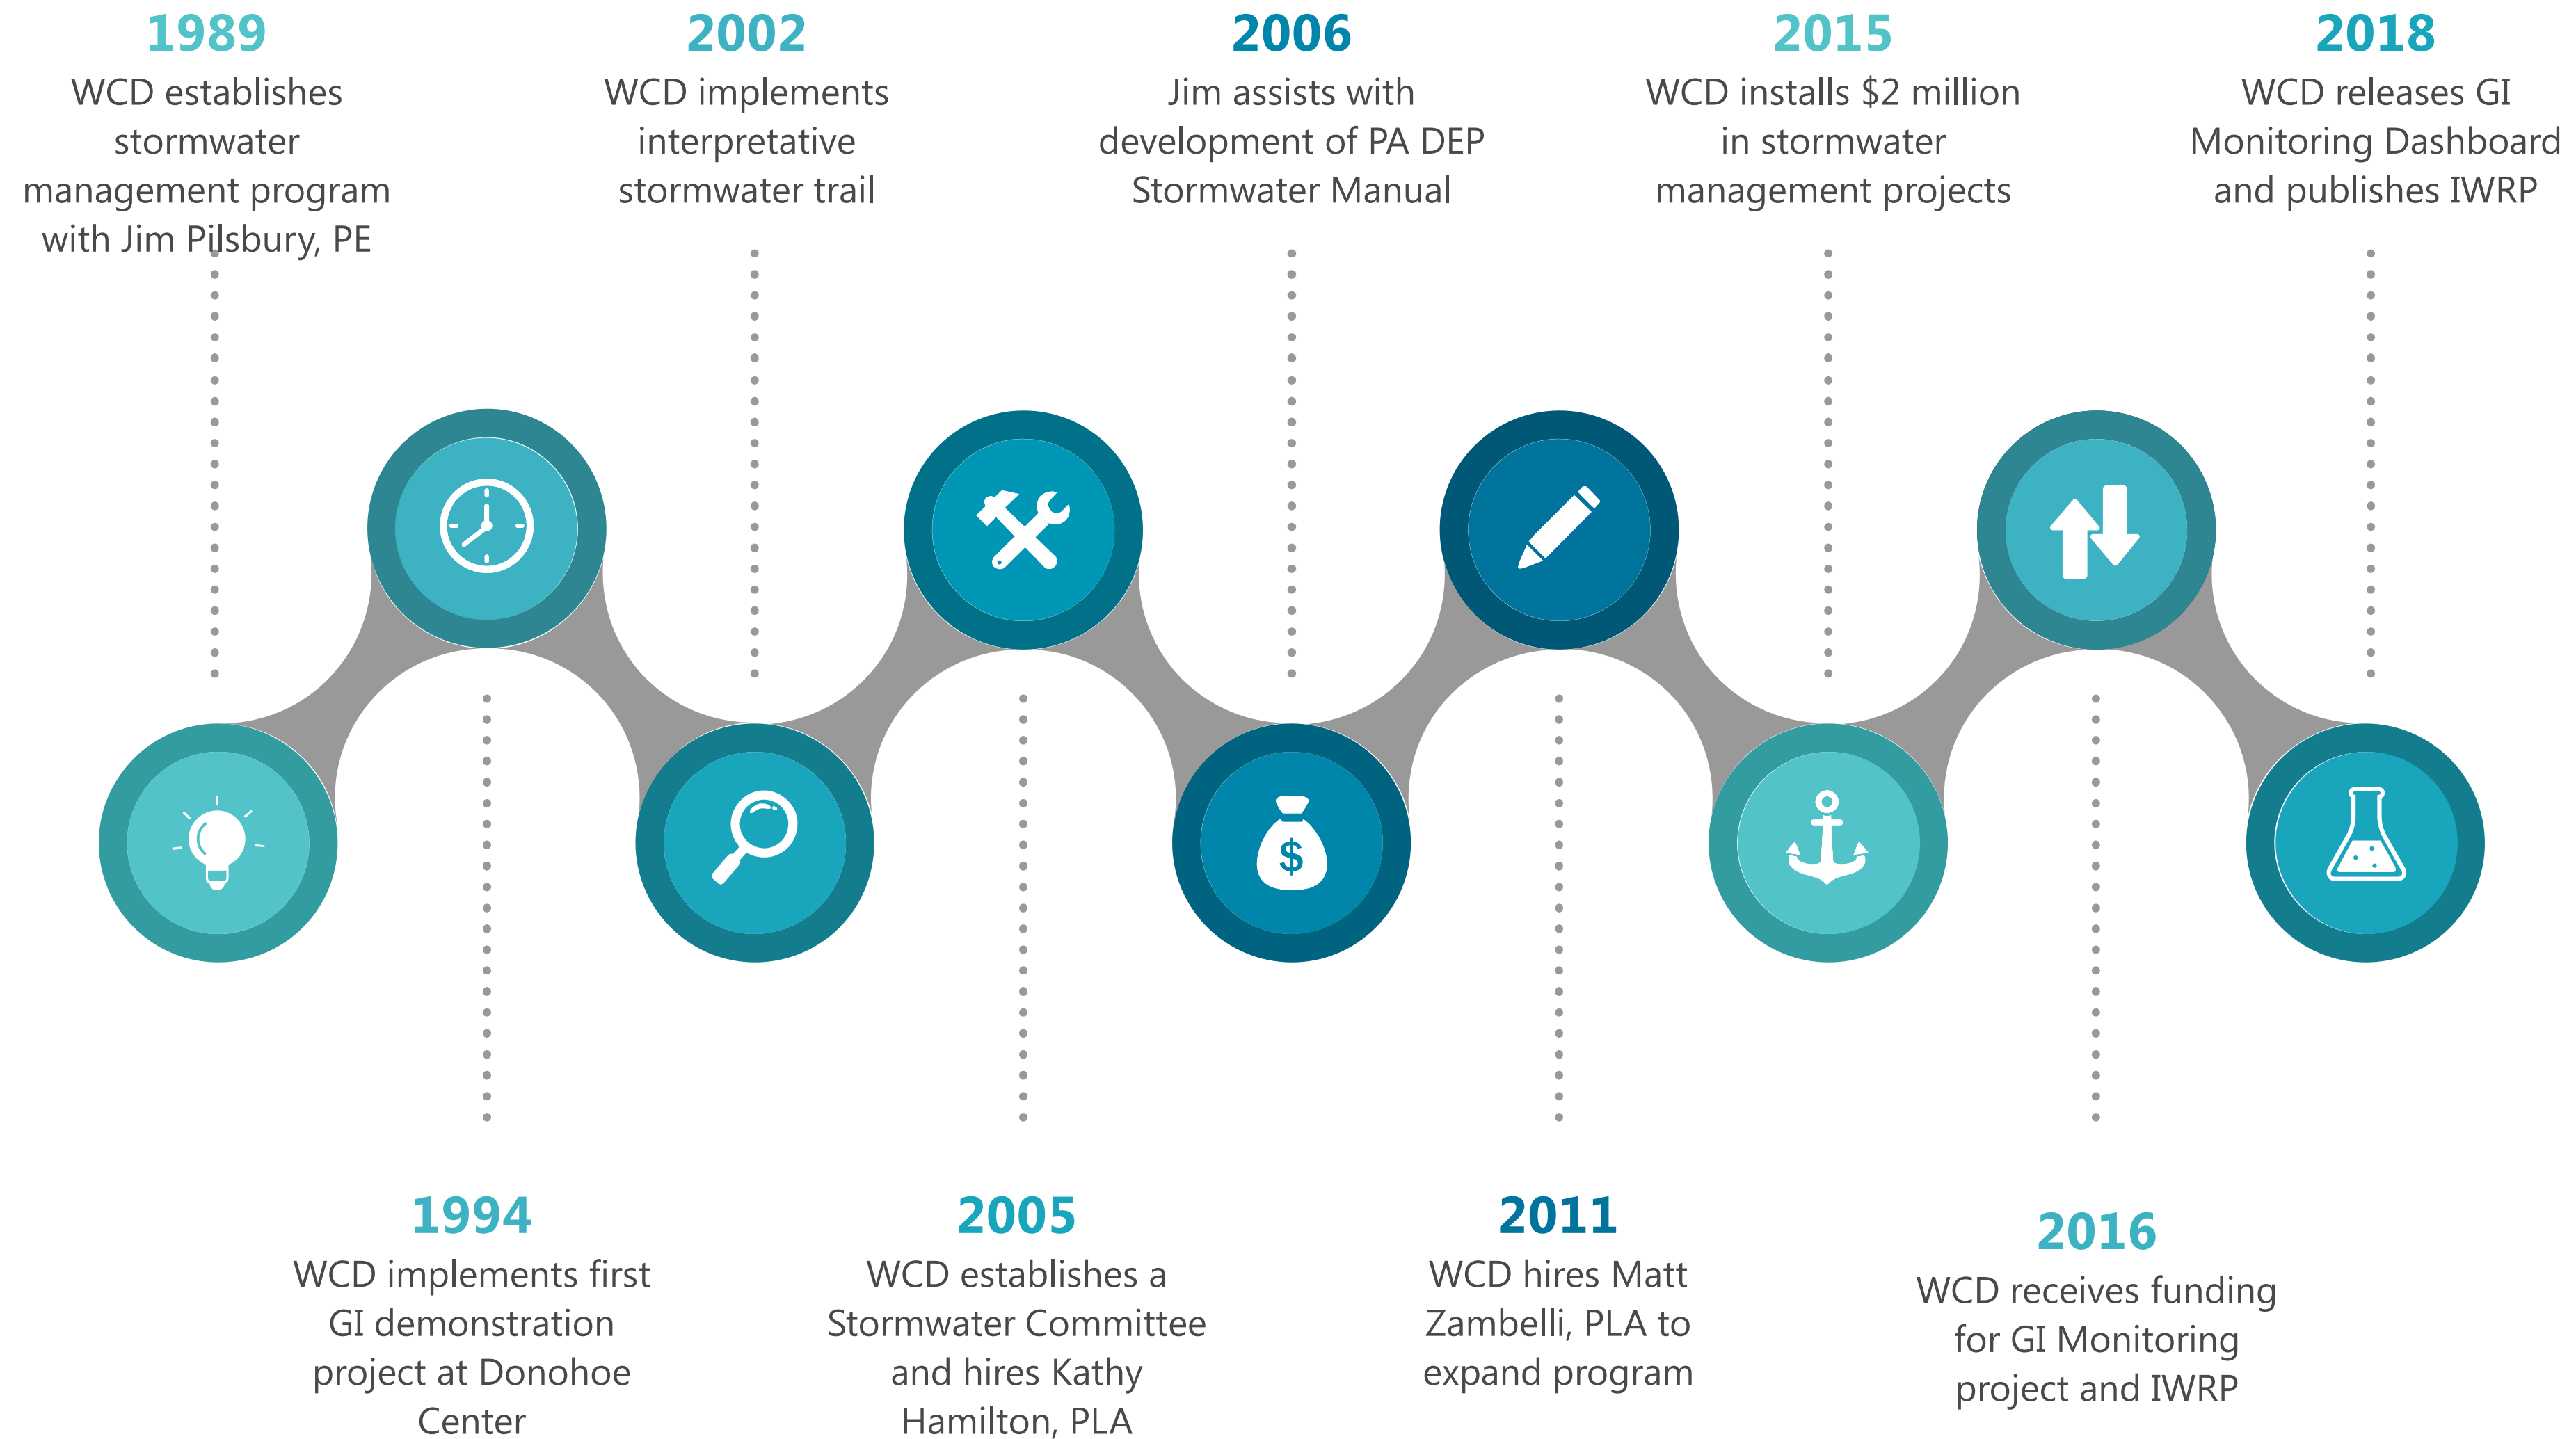 1989
WCD establishes
stormwater
management program
with Jim Pilsbury, PE
2002
WCD implements
interpretative
stormwater trail
2006
Jim assists with
development of PA DEP
Stormwater Manual
2015
WCD installs $2 million
in stormwater
management projects
2018
WCD releases GI
Monitoring Dashboard
and publishes IWRP
$
1994
WCD implements first
GI demonstration
project at Donohoe
Center
2005
WCD establishes a
Stormwater Committee
and hires Kathy
Hamilton, PLA
2011
WCD hires Matt
Zambelli, PLA to
expand program
2016
WCD receives funding
for GI Monitoring
project and IWRP